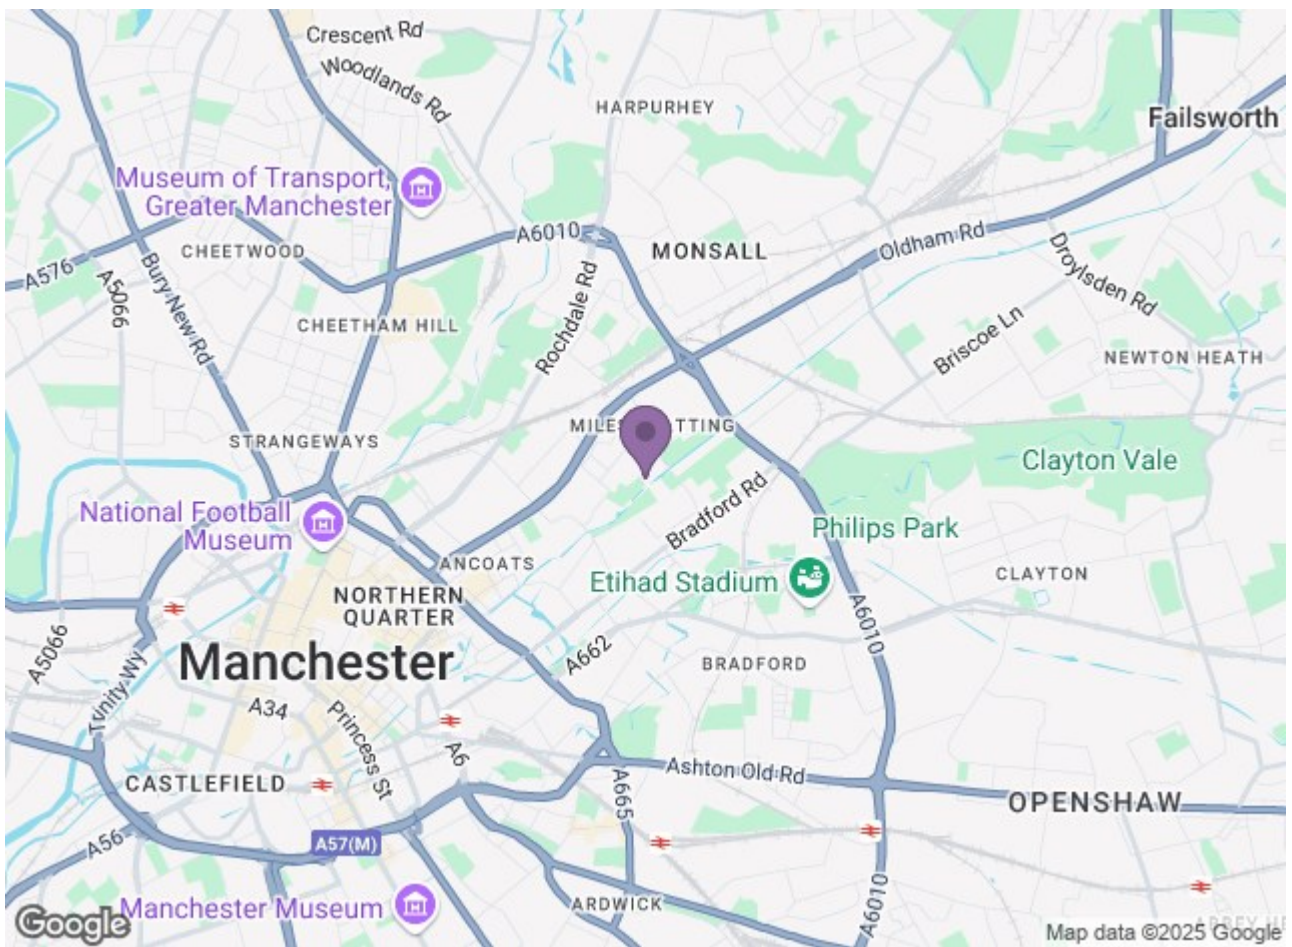 Crescent Rd
Woodlands Rd
HARPURHEY
Failsworth
Museum of Transport,
Greater Manchester
A6010
MONSALL
Oldham Rd
CHEETWOOD
A576
A5066
Bury New Rd
Rochdale Rd
Droylsden Rd
CHEETHAM HILL
Briscoe Ln
NEWTON HEATH
MILES TTING
STRANGEWAYS
Clayton Vale
National Football
Museum
Bradford Rd
Philips Park
ANCOATS
Etihad Stadium
CLAYTON
NORTHERN
QUARTER
A6010
A5066
Manchester
A662
BRADFORD
Trinity Wy
A34
Princess St
A6
Ashton Old Rd
CASTLEFIELD
A665
OPENSHAW
A56
A57(M)
Manchester Museum
ARDWICK
A6010
Google
Map data ©2025 Google